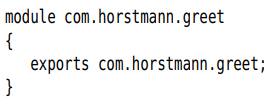 module com.horstmann.greet
{
   exports com.horstmann.greet;
}